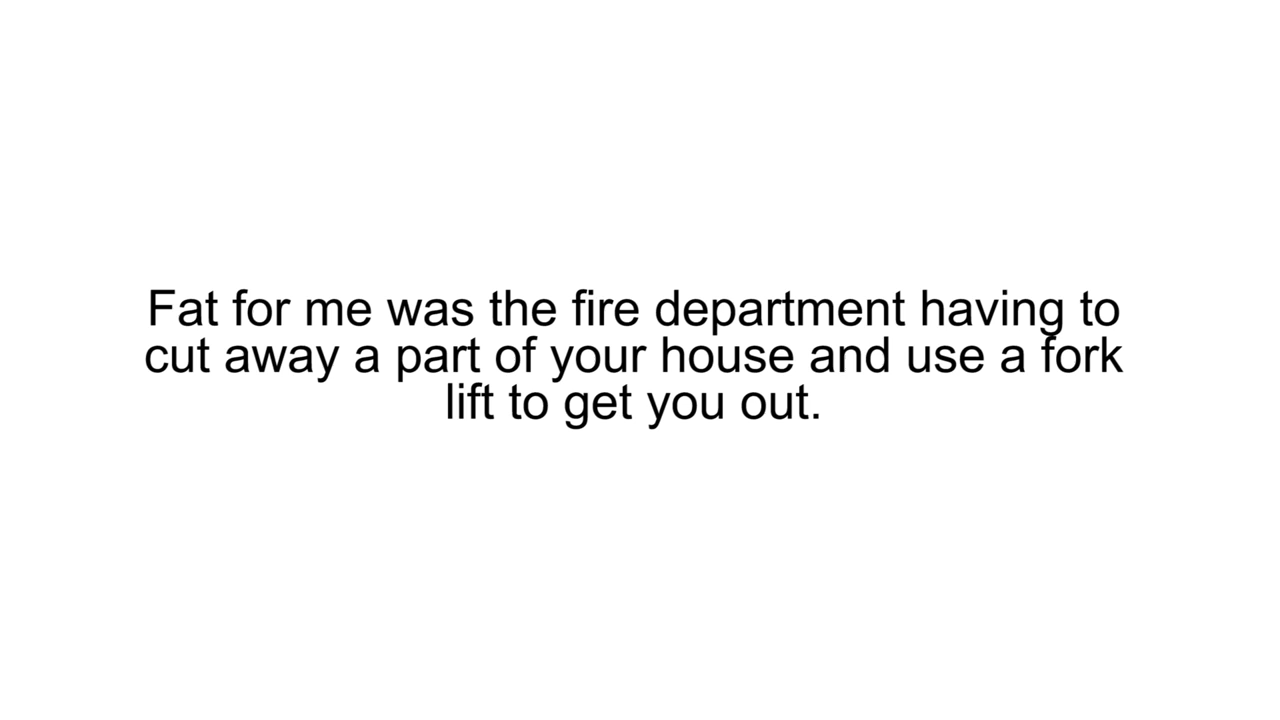 Fat for me was the fire department having to
cut away a part of your house and use a fork
lift to get you out.